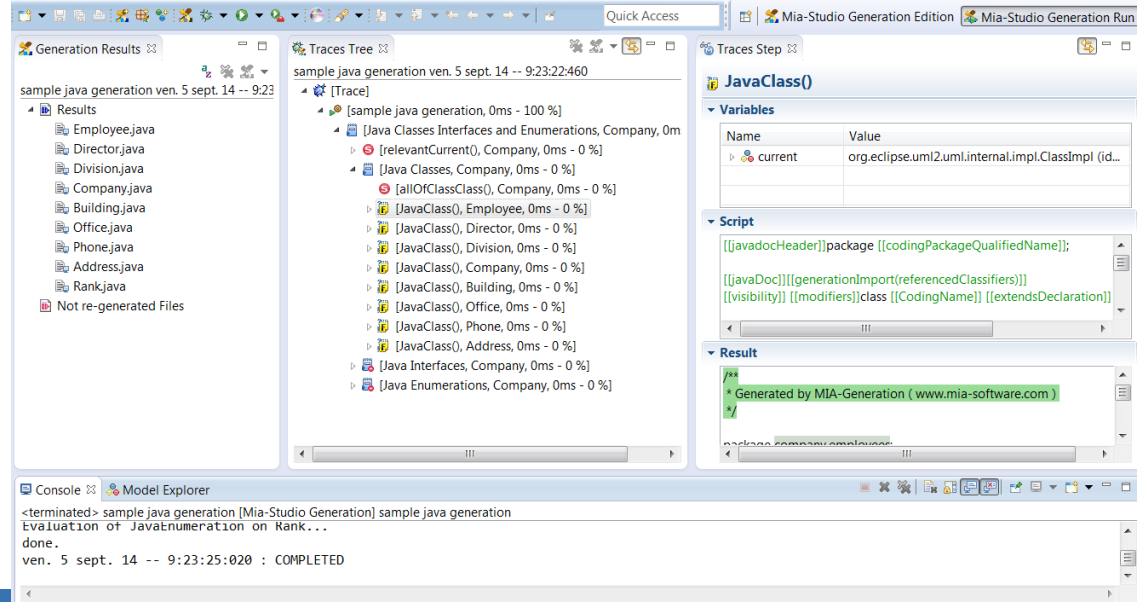 Quick Access
Mia-Studio Generation Edition
Mia-Studio Generation Run
Generation Results
sample java generation ven. 5 sept. 14 -- 9:23
Results
Employee.java
Director.java
Division.java
Company.java
Building.java
Office.java
Phone.java
Address.java
Rank.java
Not re-generated Files
Traces Tree
sample java generation ven. 5 sept. 14 -- 9:23:22:460
[Trace]
[sample java generation, 0ms - 100 %]
[Java Classes Interfaces and Enumerations, Company, 0m
[relevantCurrent(), Company, 0ms - 0 %]
[Java Classes, Company, 0ms - 0 %]
[allOfClassClass(), Company, 0ms - 0 %]
[JavaClass(), Employee, 0ms - 0 %]
[JavaClass(), Director, 0ms - 0 %]
[JavaClass(), Division, 0ms - 0 %]
[JavaClass(), Company, 0ms - 0 %]
[JavaClass(), Building, 0ms - 0 %]
[JavaClass(), Office, 0ms - 0 %]
[JavaClass(), Phone, 0ms - 0 %]
[JavaClass(), Address, 0ms - 0 %]
[Java Interfaces, Company, 0ms - 0 %]
[Java Enumerations, Company, 0ms - 0 %]
Traces Step
JavaClass()
Variables
Name Value
current org.eclipse.uml2.uml.internal.impl.ClassImpl (id...
Script
[[javadocHeader]]package [[codingPackageQualifiedName]];
[[javaDoc]][[generationImport(referencedClassifiers)]]
[[visibility]] [[modifiers]]class [[CodingName]] [[extendsDeclaration]]
Result
/**
* Generated by MIA-Generation ( www.mia-software.com )
*/
package company.employees;
Console
Model Explorer
<terminated> sample java generation [Mia-Studio Generation] sample java generation
Evaluation of JavaEnumeration on Rank...
done.
ven. 5 sept. 14 -- 9:23:25:020 : COMPLETED